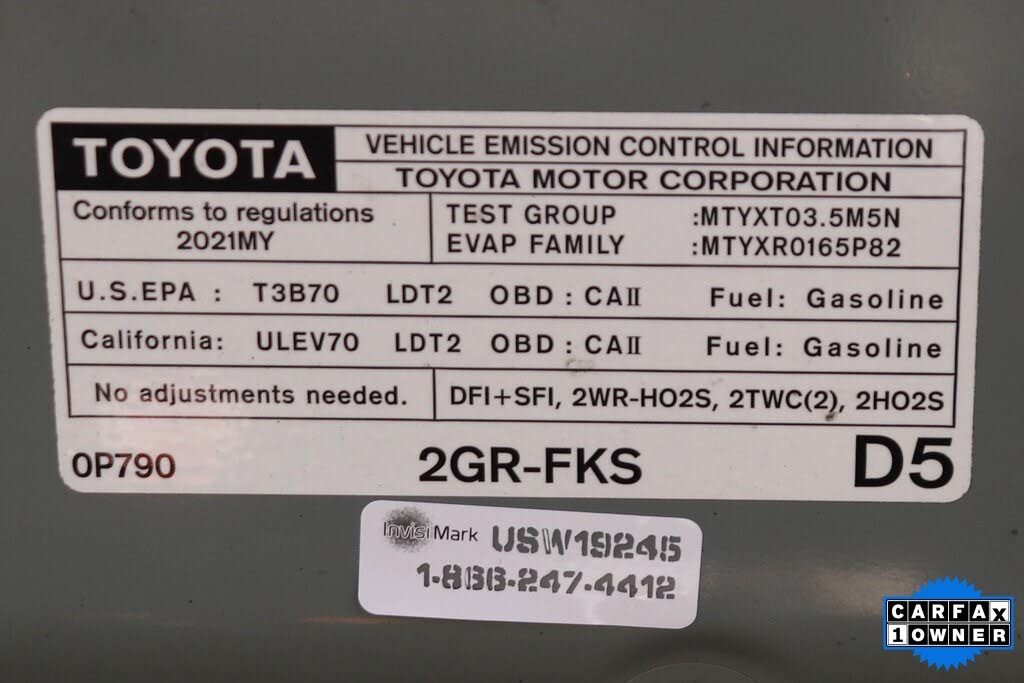 TOYOTA
VEHICLE EMISSION CONTROL INFORMATION
TOYOTA MOTOR CORPORATION
Conforms to regulations
2021MY
TEST GROUP :MTYXT03.5M5N
EVAP FAMILY :MTYXR0165P82
U.S.EPA : T3B70 LDT2 OBD : CAII Fuel: Gasoline
California: ULEV70 LDT2 OBD : CAII Fuel: Gasoline
No adjustments needed.
DFI+SFI, 2WR-HO2S, 2TWC(2), 2HO2S
0P790 2GR-FKS D5
InvisiMark USW19245
1-866-247-4412
CARFAX
1 OWNER